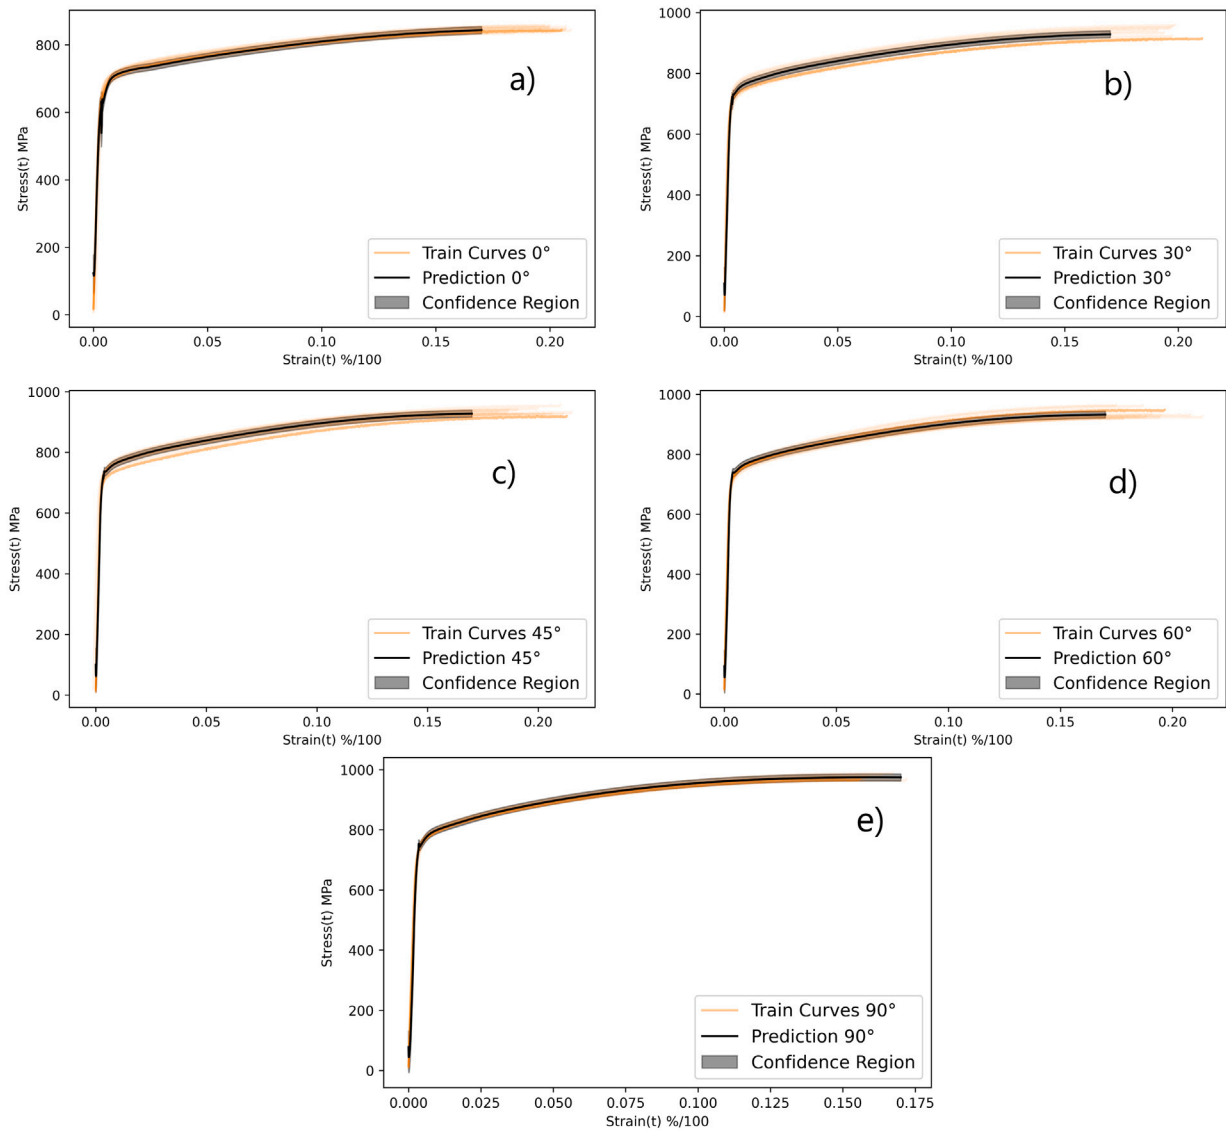 800
600
400
200
0
Stress(t) MPa
a)
Train Curves 0°
Prediction 0°
Confidence Region
0.00 0.05 0.10 0.15 0.20
Strain(t) %/100
1000
800
600
400
200
0
Stress(t) MPa
b)
Train Curves 30°
Prediction 30°
Confidence Region
0.00 0.05 0.10 0.15 0.20
Strain(t) %/100
1000
800
600
400
200
0
Stress(t) MPa
c)
Train Curves 45°
Prediction 45°
Confidence Region
0.00 0.05 0.10 0.15 0.20
Strain(t) %/100
1000
800
600
400
200
0
Stress(t) MPa
d)
Train Curves 60°
Prediction 60°
Confidence Region
0.00 0.05 0.10 0.15 0.20
Strain(t) %/100
1000
800
600
400
200
0
Stress(t) MPa
e)
Train Curves 90°
Prediction 90°
Confidence Region
0.000 0.025 0.050 0.075 0.100 0.125 0.150 0.175
Strain(t) %/100